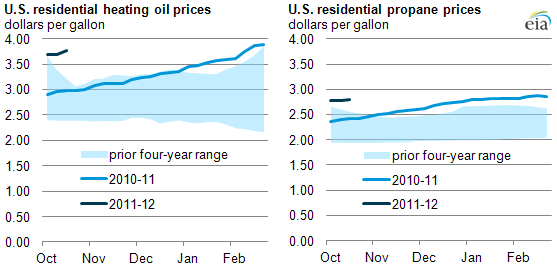 U.S. residential heating oil prices
dollars per gallon
4.00
3.50
3.00
2.50
2.00
1.50
1.00
0.50
0.00
Oct Nov Dec Jan Feb
prior four-year range
2010-11
2011-12
U.S. residential propane prices
dollars per gallon
eia
4.00
3.50
3.00
2.50
2.00
1.50
1.00
0.50
0.00
Oct Nov Dec Jan Feb
prior four-year range
2010-11
2011-12